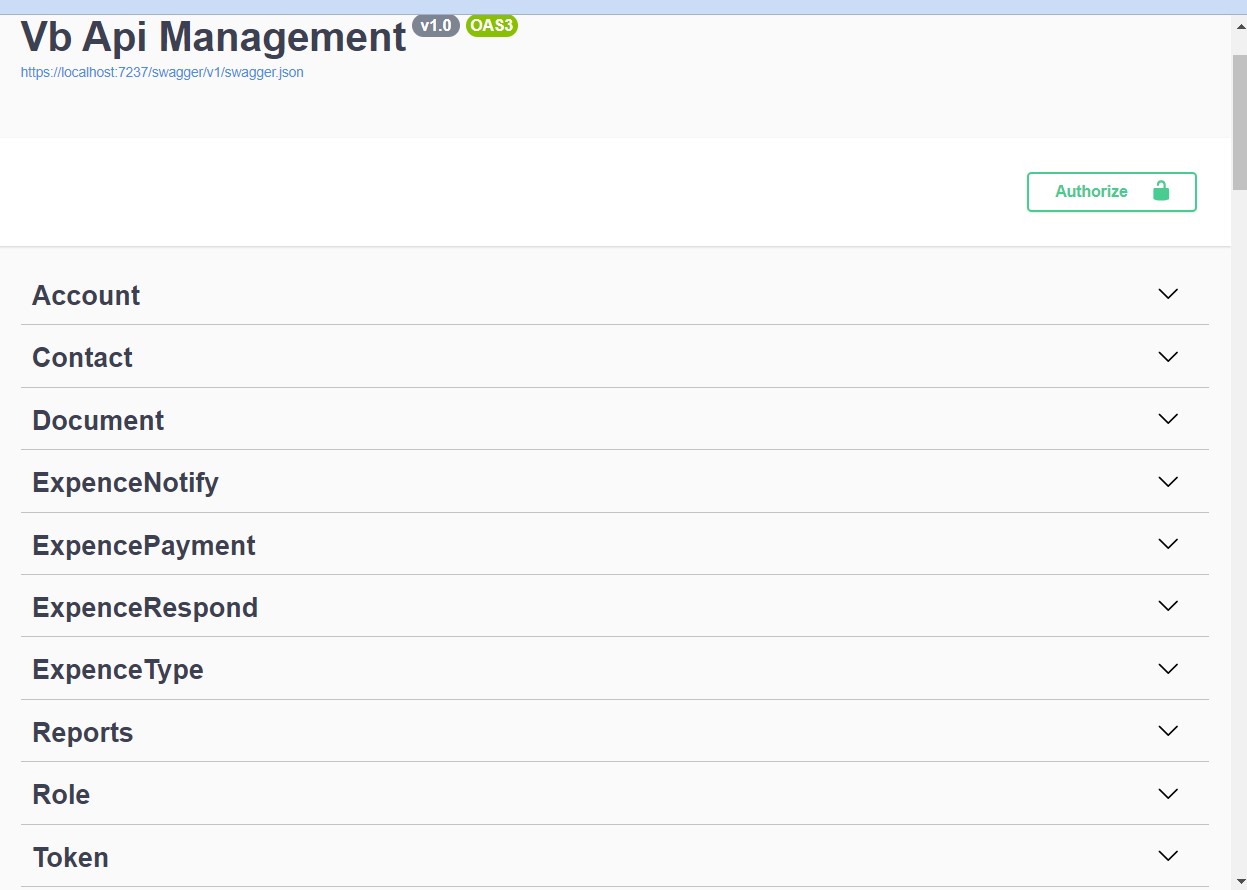 Vb Api Management v1.0 OAS3
https://localhost:7237/swagger/v1/swagger.json
Authorize
Account
Contact
Document
ExpenceNotify
ExpencePayment
ExpenceRespond
ExpenceType
Reports
Role
Token